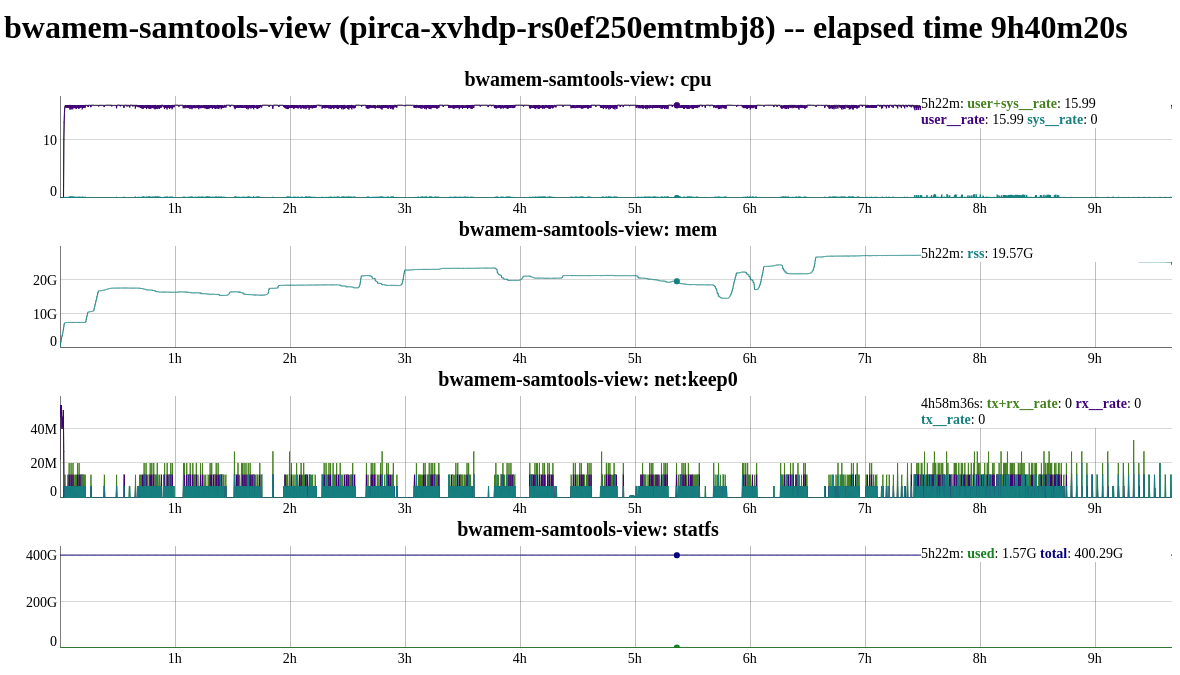 bwamem-samtools-view (pirca-xvhdp-rs0ef250emtmbj8) -- elapsed time 9h40m20s
bwamem-samtools-view: cpu
5h22m: user+sys__rate: 15.99
user__rate: 15.99 sys__rate: 0
10
0
1h 2h 3h 4h 5h 6h 7h 8h 9h
bwamem-samtools-view: mem
5h22m: rss: 19.57G
20G
10G
0
1h 2h 3h 4h 5h 6h 7h 8h 9h
bwamem-samtools-view: net:keep0
4h58m36s: tx+rx__rate: 0 rx__rate: 0
tx__rate: 0
40M
20M
0
1h 2h 3h 4h 5h 6h 7h 8h 9h
bwamem-samtools-view: statfs
5h22m: used: 1.57G total: 400.29G
400G
200G
0
1h 2h 3h 4h 5h 6h 7h 8h 9h